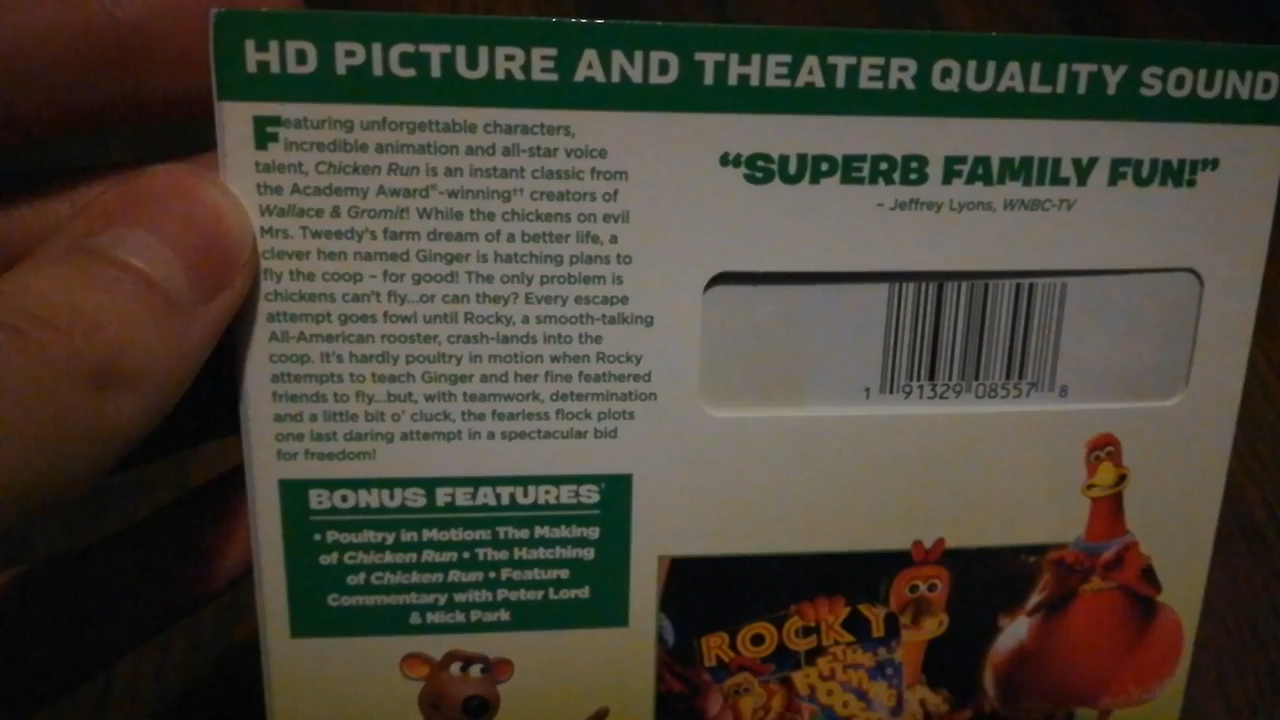 HD PICTURE AND THEATER QUALITY SOUND
Featuring unforgettable characters,
incredible animation and all-star voice
talent, Chicken Run is an instant classic from
the Academy Award®-winning†† creators of
Wallace & Gromit! While the chickens on evil
Mrs. Tweedy's farm dream of a better life, a
clever hen named Ginger is hatching plans to
fly the coop – for good! The only problem is
chickens can't fly...or can they? Every escape
attempt goes fowl until Rocky, a smooth-talking
All-American rooster, crash-lands into the
coop. It's hardly poultry in motion when Rocky
attempts to teach Ginger and her fine feathered
friends to fly...but, with teamwork, determination
and a little bit o' cluck, the fearless flock plots
one last daring attempt in a spectacular bid
for freedom!
BONUS FEATURES*
• Poultry in Motion: The Making
of Chicken Run • The Hatching
of Chicken Run • Feature
Commentary with Peter Lord
& Nick Park
“SUPERB FAMILY FUN!”
– Jeffrey Lyons, WNBC-TV
1 91329 08557 8
ROCKY
THE
FLYING
ROOSTER